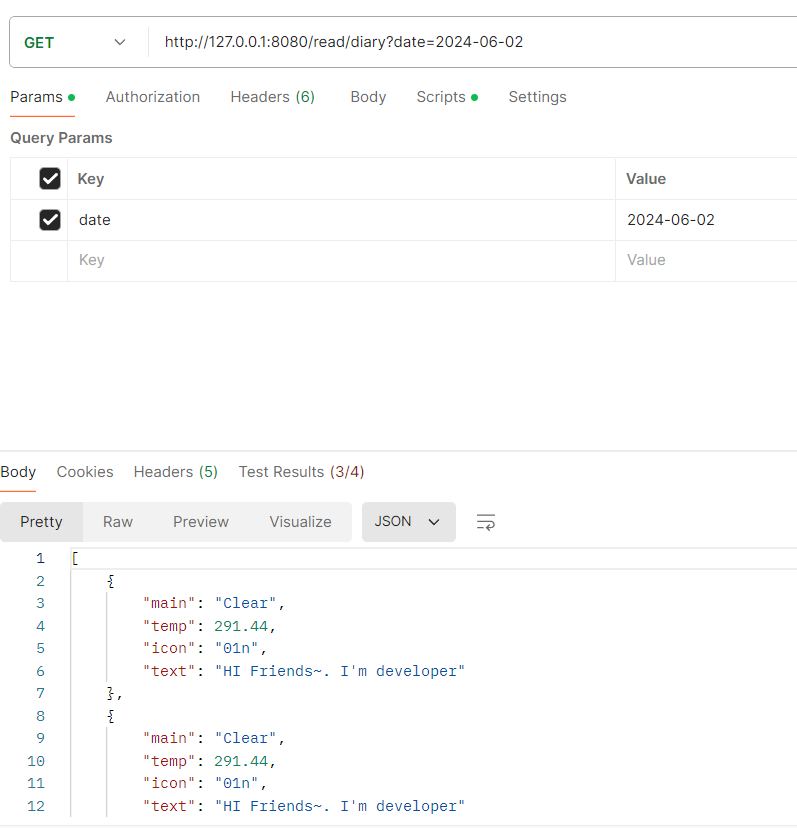 GET http://127.0.0.1:8080/read/diary?date=2024-06-02
Params Authorization Headers (6) Body Scripts Settings
Query Params
Key Value
date 2024-06-02
Key Value
Body Cookies Headers (5) Test Results (3/4)
Pretty Raw Preview Visualize JSON
1 [
2 {
3 "main": "Clear",
4 "temp": 291.44,
5 "icon": "01n",
6 "text": "HI Friends~. I'm developer"
7 },
8 {
9 "main": "Clear",
10 "temp": 291.44,
11 "icon": "01n",
12 "text": "HI Friends~. I'm developer"